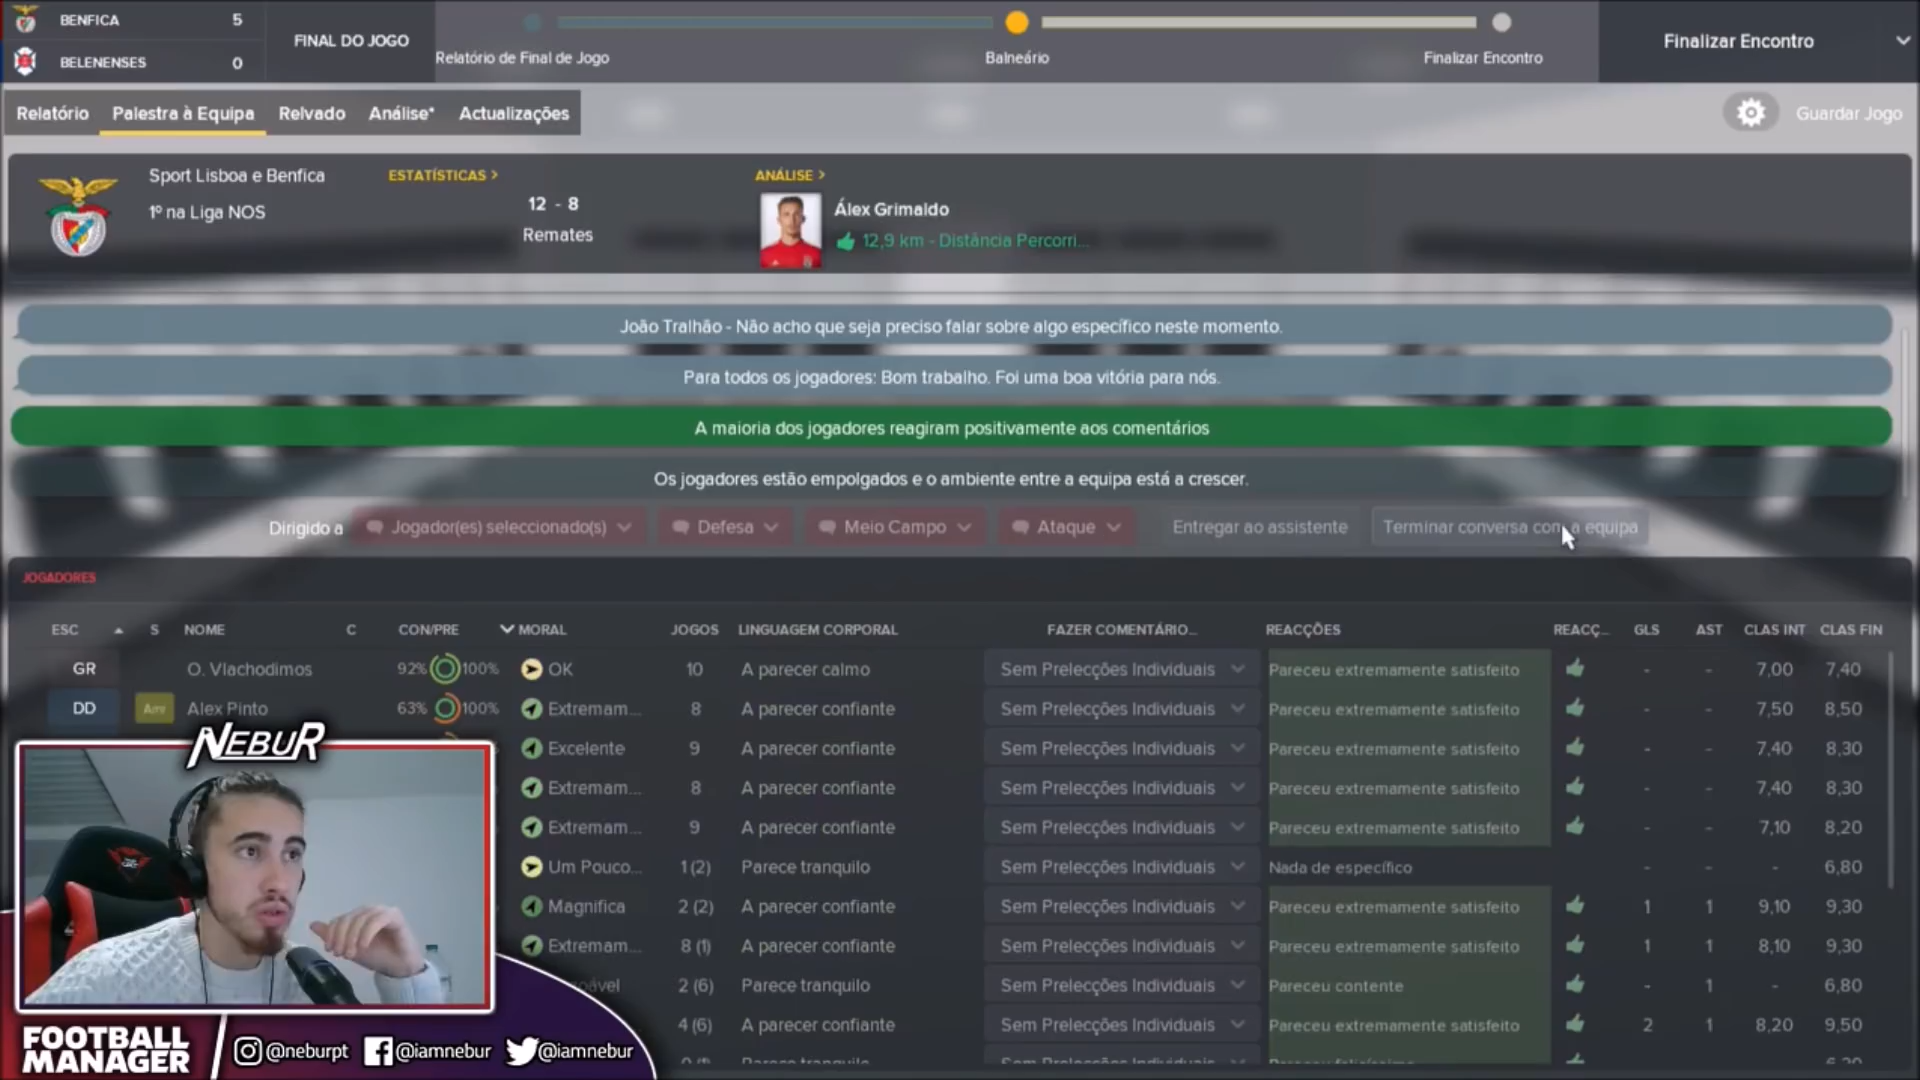 BENFICA 5
BELENENSES 0
FINAL DO JOGO
Relatório de Final de Jogo
Balneário
Finalizar Encontro
Finalizar Encontro
Relatório Palestra à Equipa Relvado Análise* Actualizações
Guardar Jogo
Sport Lisboa e Benfica
1º na Liga NOS
ESTATÍSTICAS >
12 - 8
Remates
ANÁLISE >
Álex Grimaldo
12,9 km - Distância Percorri...
João Tralhão - Não acho que seja preciso falar sobre algo específico neste momento.
Para todos os jogadores: Bom trabalho. Foi uma boa vitória para nós.
A maioria dos jogadores reagiram positivamente aos comentários
Os jogadores estão empolgados e o ambiente entre a equipa está a crescer.
Dirigido a Jogador(es) seleccionado(s) Defesa Meio Campo Ataque Entregar ao assistente Terminar conversa com a equipa
JOGADORES
ESC S NOME C CON/PRE MORAL JOGOS LINGUAGEM CORPORAL FAZER COMENTÁRIO... REACÇÕES REACÇ... GLS AST CLAS INT CLAS FIN
GR O. Vlachodimos 92% 100% OK 10 A parecer calmo Sem Prelecções Individuais Pareceu extremamente satisfeito - - 7,00 7,40
DD Am Alex Pinto 63% 100% Extremam... 8 A parecer confiante Sem Prelecções Individuais Pareceu extremamente satisfeito - - 7,50 8,50
Excelente 9 A parecer confiante Sem Prelecções Individuais Pareceu extremamente satisfeito - - 7,40 8,30
Extremam... 8 A parecer confiante Sem Prelecções Individuais Pareceu extremamente satisfeito - - 7,40 8,30
Extremam... 9 A parecer confiante Sem Prelecções Individuais Pareceu extremamente satisfeito - - 7,10 8,20
Um Pouco... 1 (2) Parece tranquilo Sem Prelecções Individuais Nada de específico - - - 6,80
Magnifica 2 (2) A parecer confiante Sem Prelecções Individuais Pareceu extremamente satisfeito 1 1 9,10 9,30
Extremam... 8 (1) A parecer confiante Sem Prelecções Individuais Pareceu extremamente satisfeito 1 1 8,10 9,30
2 (6) Parece tranquilo Sem Prelecções Individuais Pareceu contente - 1 - 6,80
4 (6) A parecer confiante Sem Prelecções Individuais Pareceu extremamente satisfeito 2 1 8,20 9,50
NEBUR
FOOTBALL
MANAGER
@neburpt @iamnebur @iamnebur